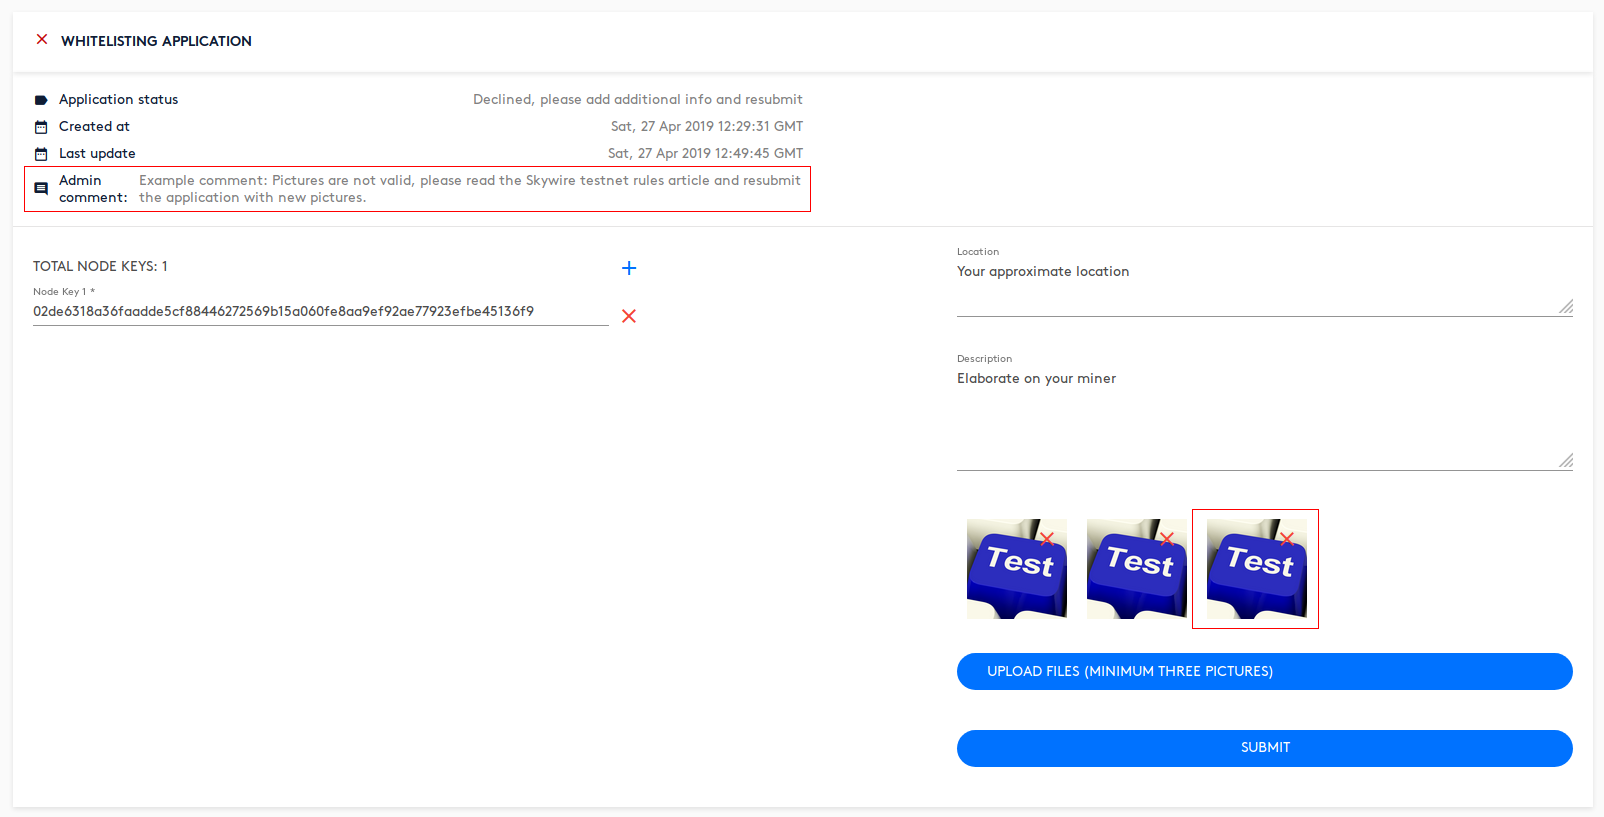 WHITELISTING APPLICATION
Application status Declined, please add additional info and resubmit
Created at Sat, 27 Apr 2019 12:29:31 GMT
Last update Sat, 27 Apr 2019 12:49:45 GMT
Admin comment: Example comment: Pictures are not valid, please read the Skywire testnet rules article and resubmit
the application with new pictures.
TOTAL NODE KEYS: 1
Node Key 1 *
02de6318a36faadde5cf88446272569b15a060fe8aa9ef92ae77923efbe45136f9
Location
Your approximate location
Description
Elaborate on your miner
Test Test Test
UPLOAD FILES (MINIMUM THREE PICTURES)
SUBMIT